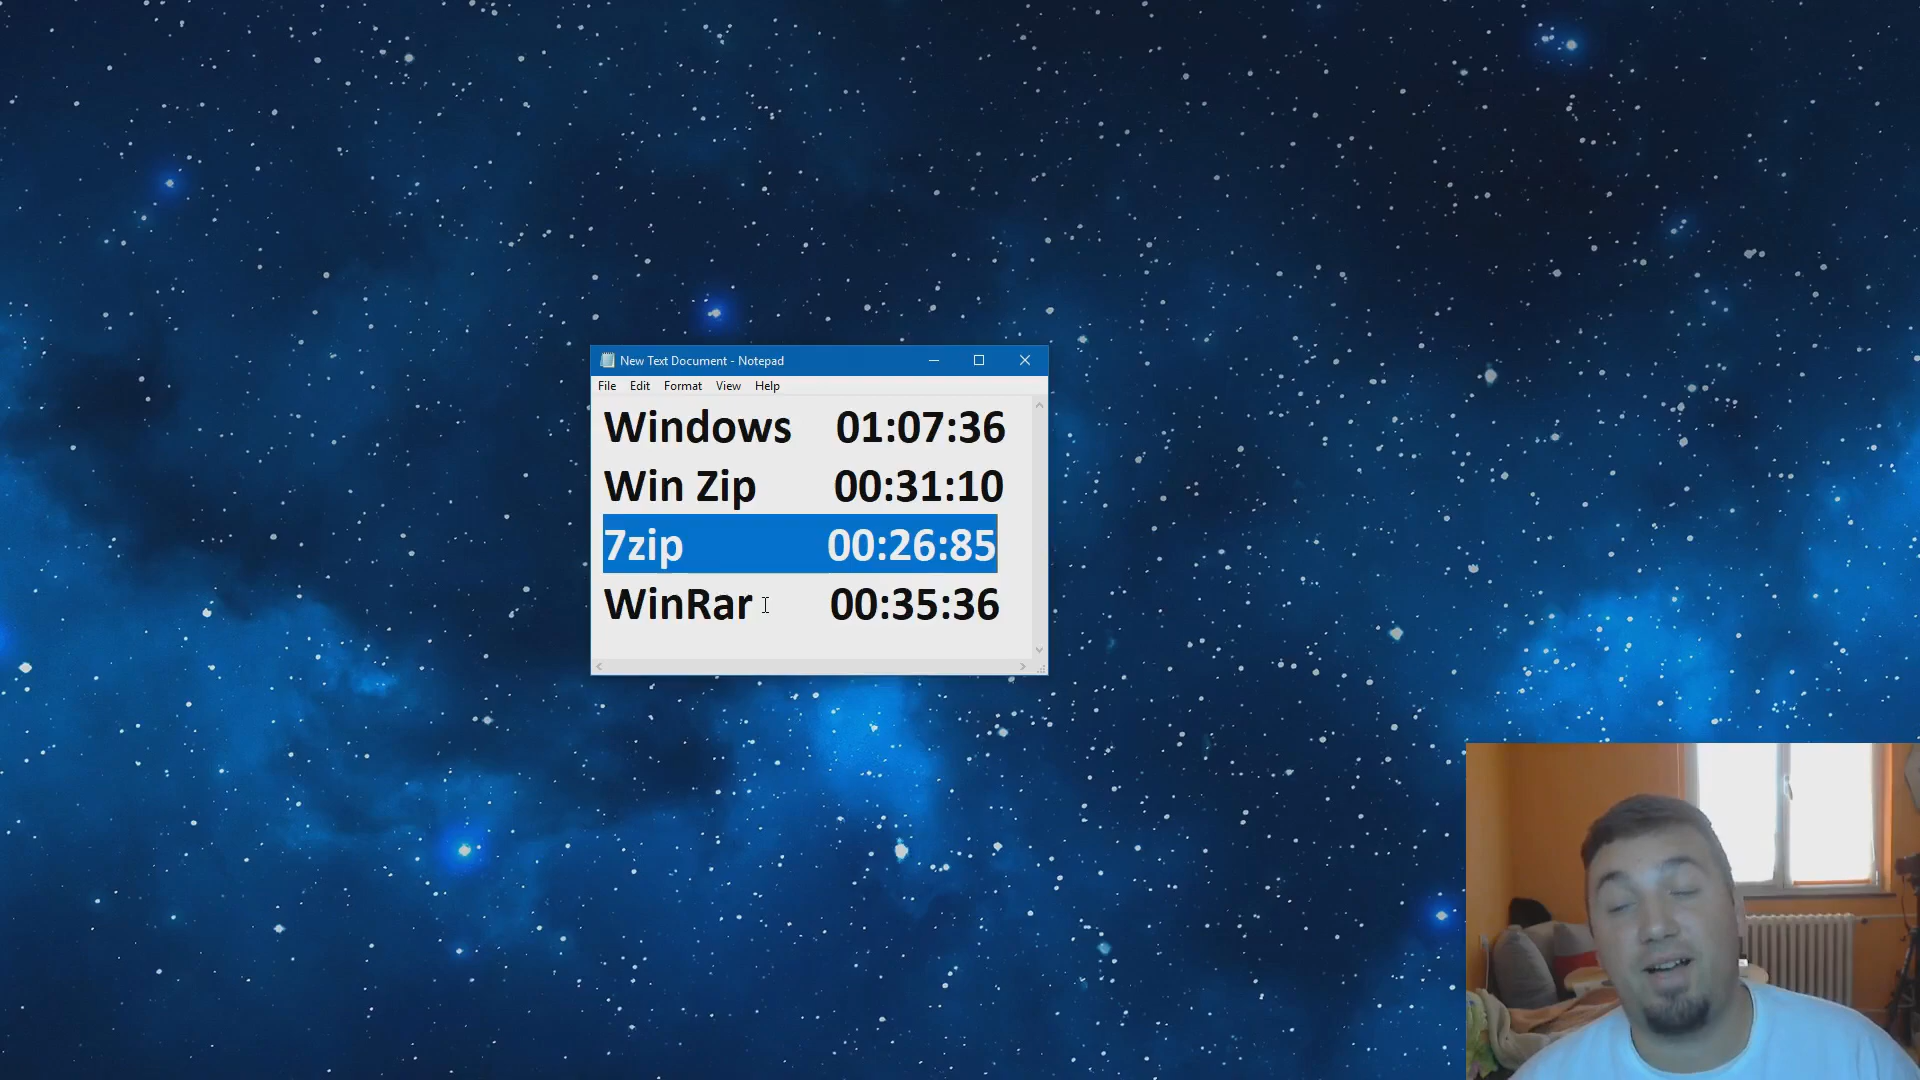 New Text Document - Notepad
File Edit Format View Help
Windows 01:07:36
Win Zip 00:31:10
7zip 00:26:85
WinRar 00:35:36